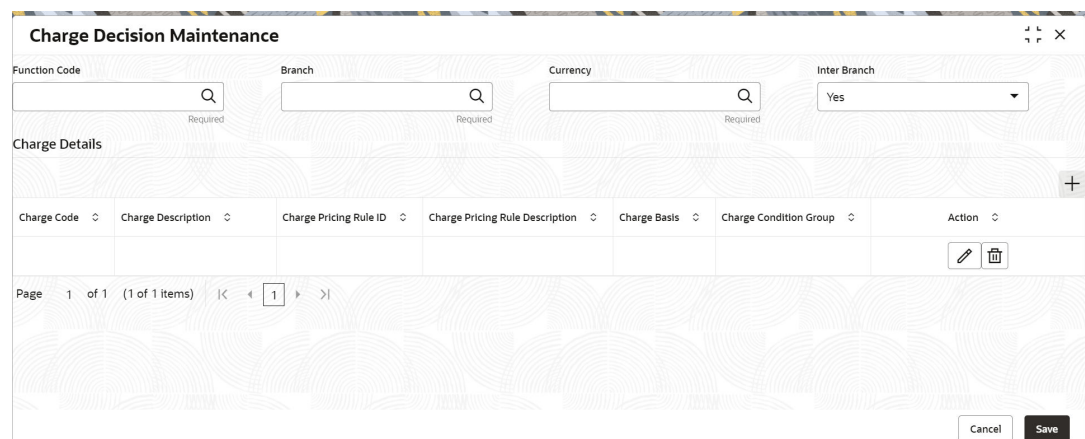 Charge Decision Maintenance
Function Code Branch Currency Inter Branch
Yes
Required Required Required
Charge Details
Charge Code Charge Description Charge Pricing Rule ID Charge Pricing Rule Description Charge Basis Charge Condition Group Action
Page 1 of 1 (1 of 1 items) 1
Cancel Save